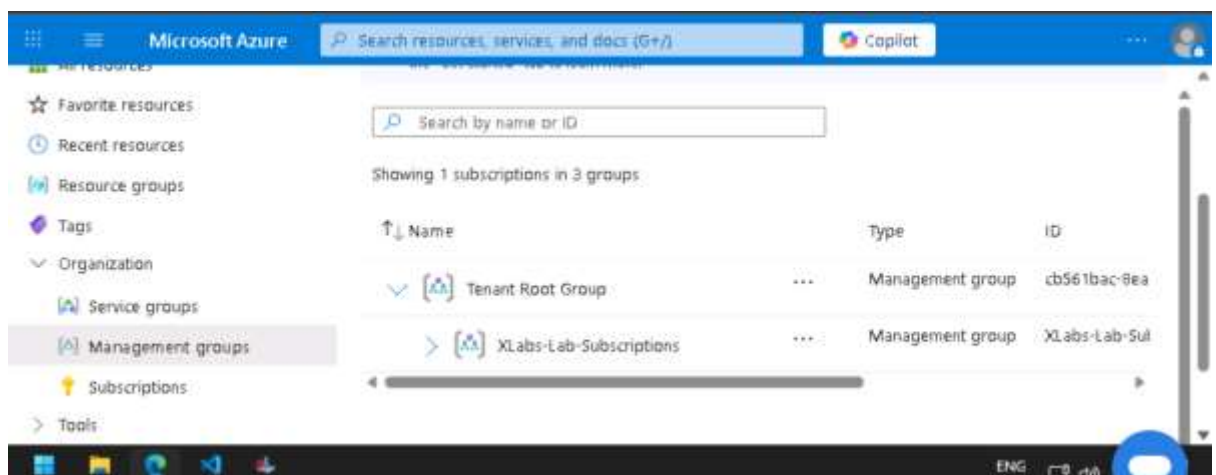 Microsoft Azure
Search resources, services, and docs (G+/)
Copilot
All resources
Favorite resources
Recent resources
Resource groups
Tags
Organization
Service groups
Management groups
Subscriptions
Tools
Search by name or ID
Showing 1 subscriptions in 3 groups
Name Type ID
Tenant Root Group ... Management group cb561bac-8ea
XLabs-Lab-Subscriptions ... Management group XLabs-Lab-Sul
ENG